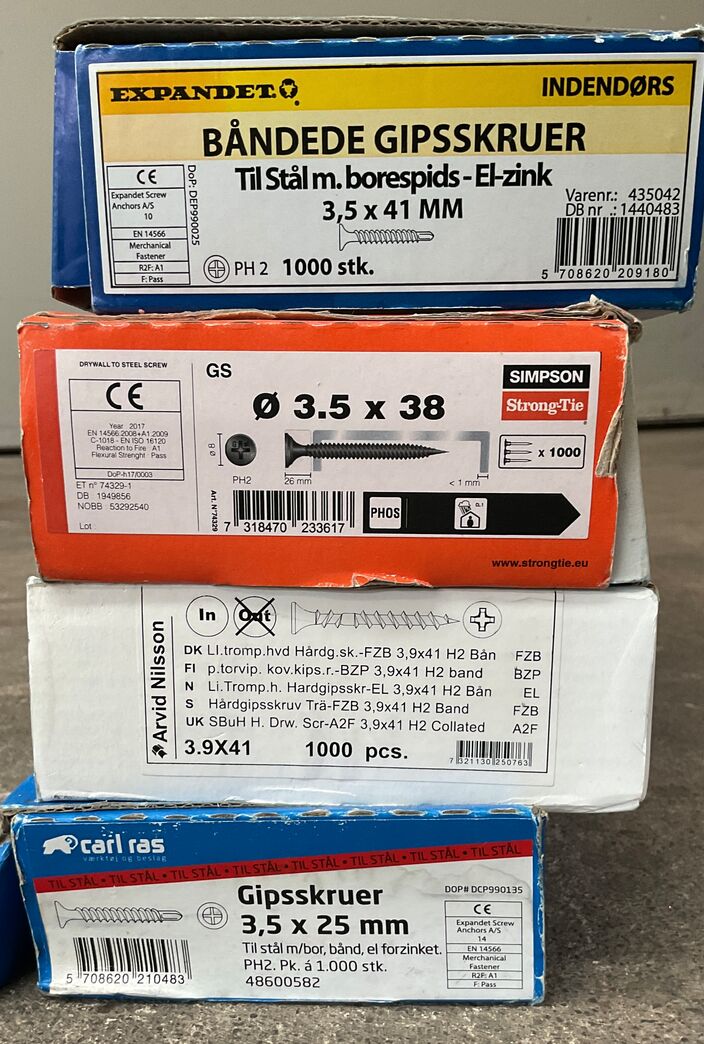 EXPANDET
INDENDØRS
BÅNDEDE GIPSSKRUER
Til Stål m. borespids - El-zink
3,5 x 41 MM
PH 2 1000 stk.
CE
Expandet Screw
Anchors A/S
10
EN 14566
Merchanical
Fastener
R2F: A1
F: Pass
DoP: DEP990025
Varenr.: 435042
DB nr .: 1440483
5 708620 209180
DRYWALL TO STEEL SCREW
CE
Year 2017
EN 14566:2008+A1:2009
C-1018 - EN ISO 16120
Reaction to Fire : A1
Flexural Strenght : Pass
DoP-h17/0003
ET n° 74329-1
DB : 1949856
NOBB : 53292540
Lot :
GS
Ø 3.5 x 38
SIMPSON
Strong-Tie
Ø 8
PH2
26 mm
< 1 mm
x 1000
Art. N°74329
7 318470 233617
PHOS
www.strongtie.eu
Arvid Nilsson
In Out
DK LI.tromp.hvd Hårdg.sk.-FZB 3,9x41 H2 Bån FZB
FI p.torvip. kov.kips.r.-BZP 3,9x41 H2 band BZP
N Li.Tromp.h. Hardgipsskr-EL 3,9x41 H2 Bån EL
S Hårdgipsskruv Trä-FZB 3,9x41 H2 Band FZB
UK SBuH H. Drw. Scr-A2F 3,9x41 H2 Collated A2F
3.9X41 1000 pcs.
7 321130 250763
carl ras
værktøj og beslag
TIL STÅL • TIL STÅL • TIL STÅL • TIL STÅL • TIL STÅL • TIL STÅL • TIL STÅL • TIL STÅL
Gipsskruer
3,5 x 25 mm
Til stål m/bor, bånd, el forzinket.
PH2. Pk. á 1.000 stk.
48600582
5 708620 210483
DOP# DCP990135
CE
Expandet Screw
Anchors A/S
14
EN 14566
Merchanical
Fastener
R2F: A1
F: Pass